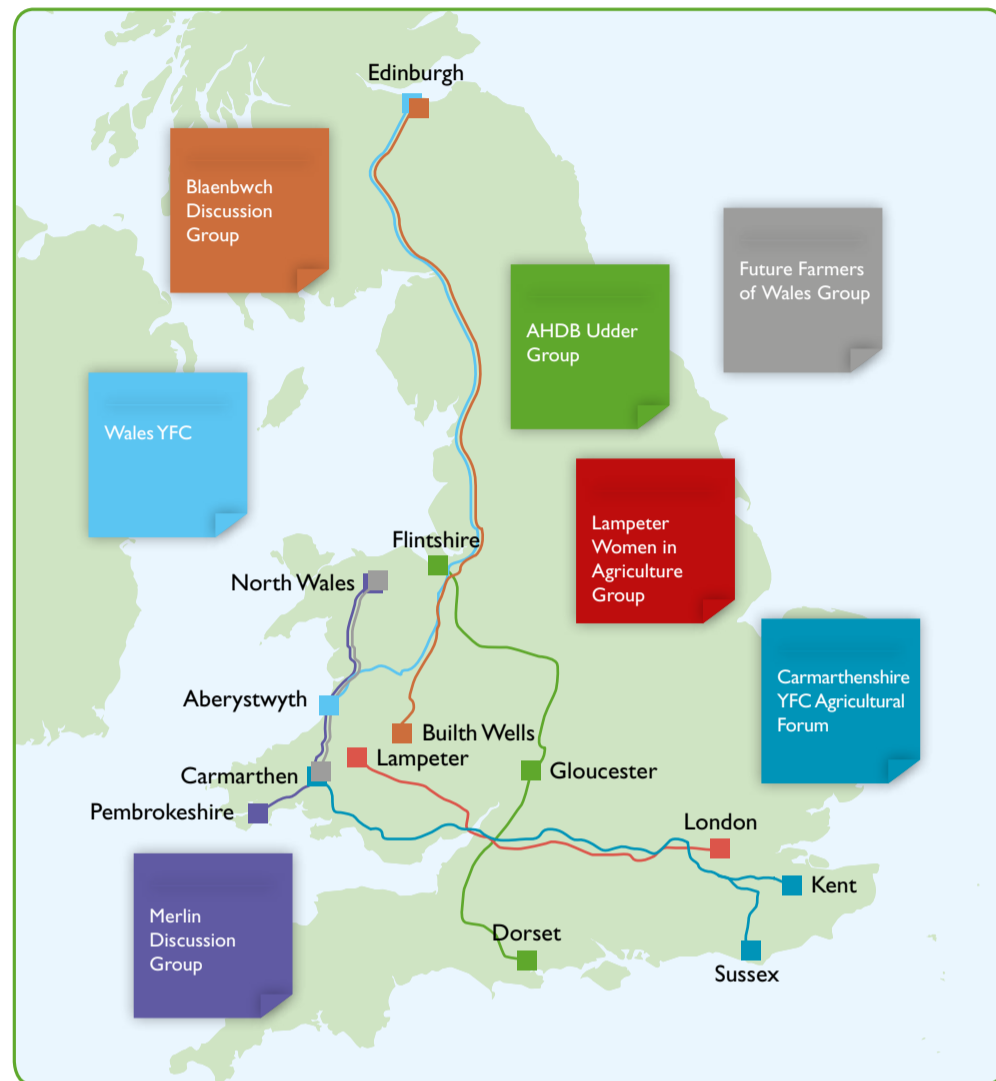 Edinburgh
Blaenbwch
Discussion
Group
Future Farmers
of Wales Group
AHDB Udder
Group
Wales YFC
Lampeter
Women in
Agriculture
Group
Flintshire
North Wales
Carmarthenshire
YFC Agricultural
Forum
Aberystwyth
Builth Wells
Lampeter
Carmarthen
Gloucester
Pembrokeshire
London
Kent
Merlin
Discussion
Group
Dorset
Sussex